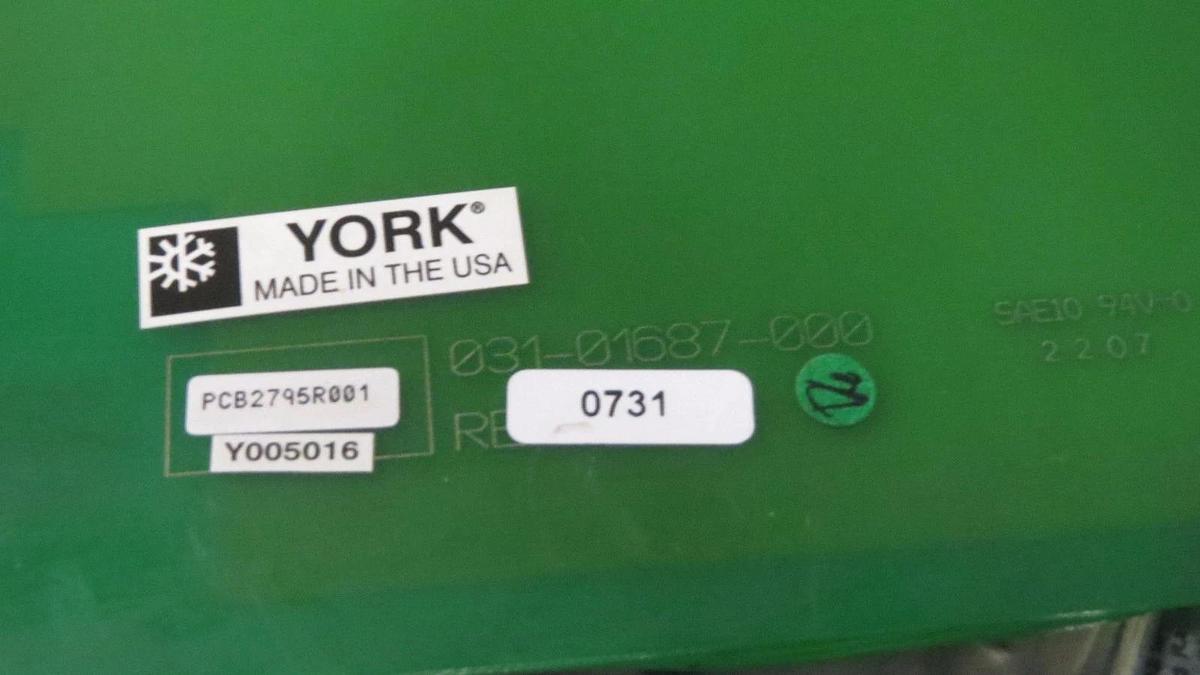 YORK®
MADE IN THE USA
031-01687-000
SAE10 94V-0
2207
PCB2795R001
RE
0731
Y005016